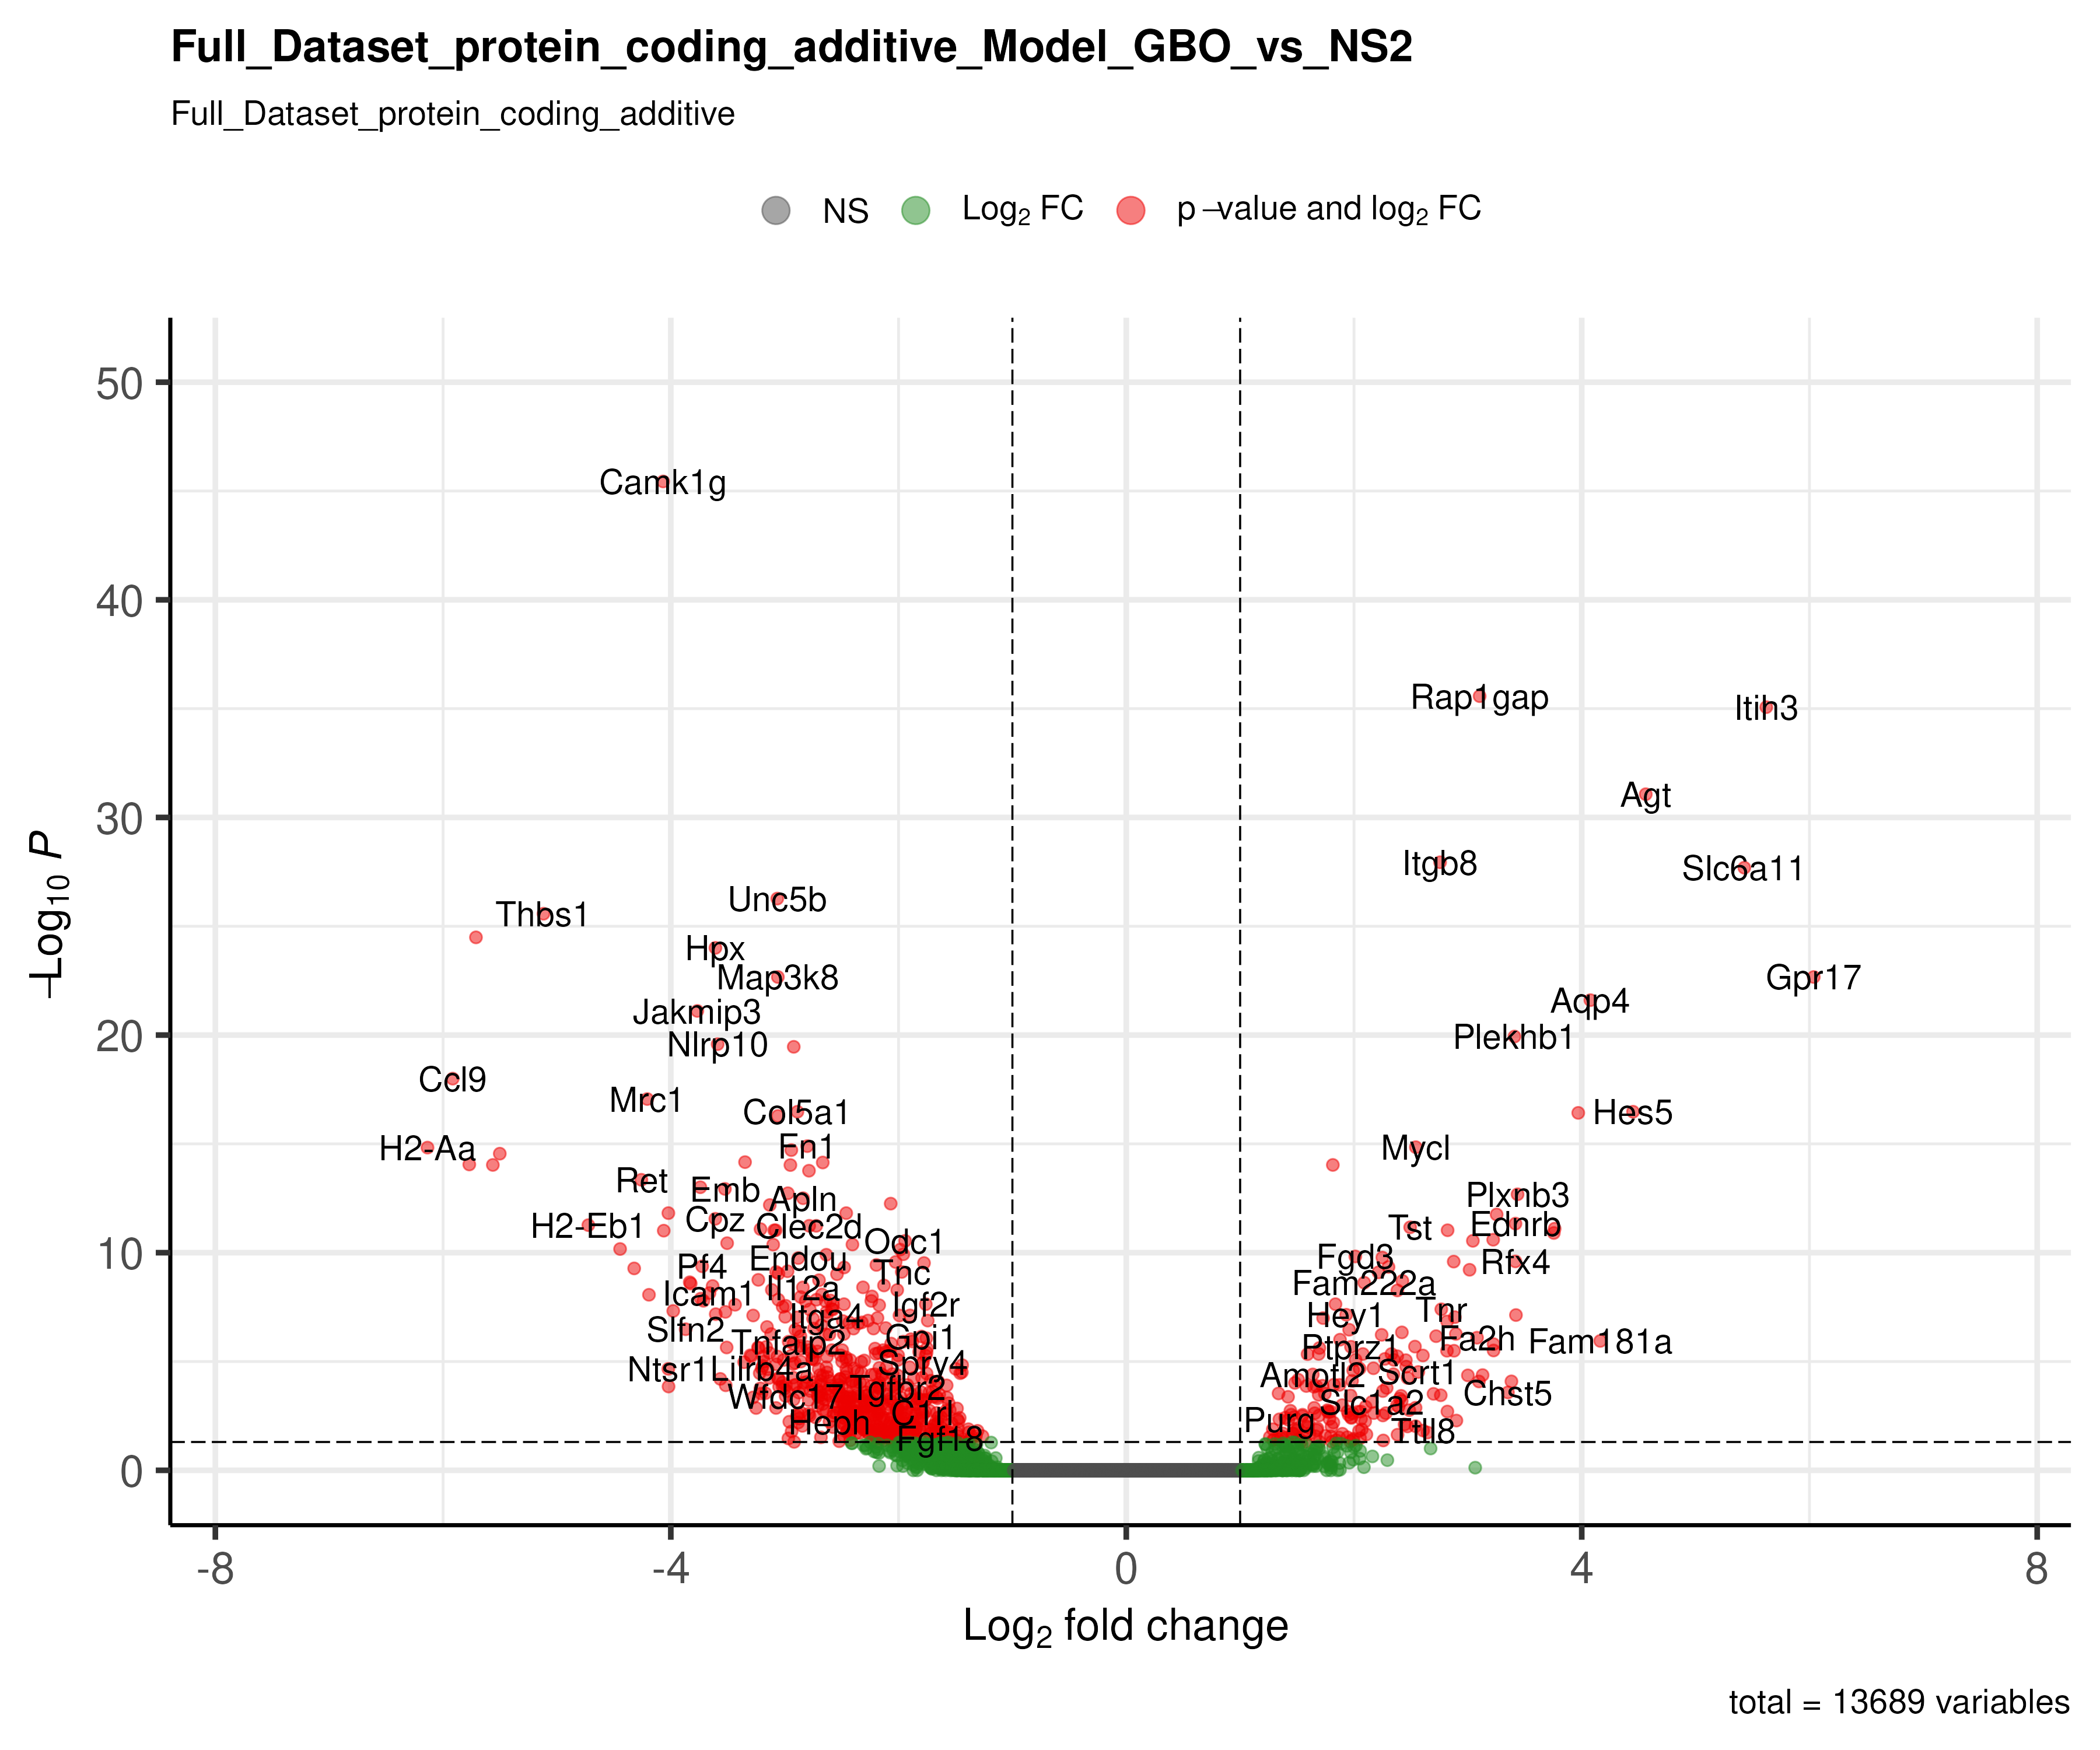 Full_Dataset_protein_coding_additive_Model_GBO_vs_NS2
Full_Dataset_protein_coding_additive
NS Log2 FC p−value and log2 FC
50
40
30
20
10
0
−Log10 P
Camk1g
Rap1gap
Itih3
Agt
Itgb8
Slc6a11
Unc5b
Thbs1
Hpx
Map3k8
Gpr17
Aqp4
Jakmip3
Plekhb1
Nlrp10
Ccl9
Mrc1
Col5a1
Hes5
H2-Aa
Fn1
Mycl
Ret
Emb
Apln
Plxnb3
Cpz
H2-Eb1
Clec2d
Tst
Ednrb
Odc1
Endou
Fgd3
Rfx4
Pf4
Tnc
Icam1
Il12a
Fam222a
Igf2r
Itga4
Hey1
Tnr
Slfn2
Tnfaip2
Gpi1
Ptprz1
Fa2h
Fam181a
Ntsr1
Lilrb4a
Spry4
Amotl2
Scrt1
Wfdc17
Tgfbr2
Slc1a2
Chst5
Heph
C1rl
Purg
Ttll8
Fgf18
-8 -4 0 4 8
Log2 fold change
total = 13689 variables